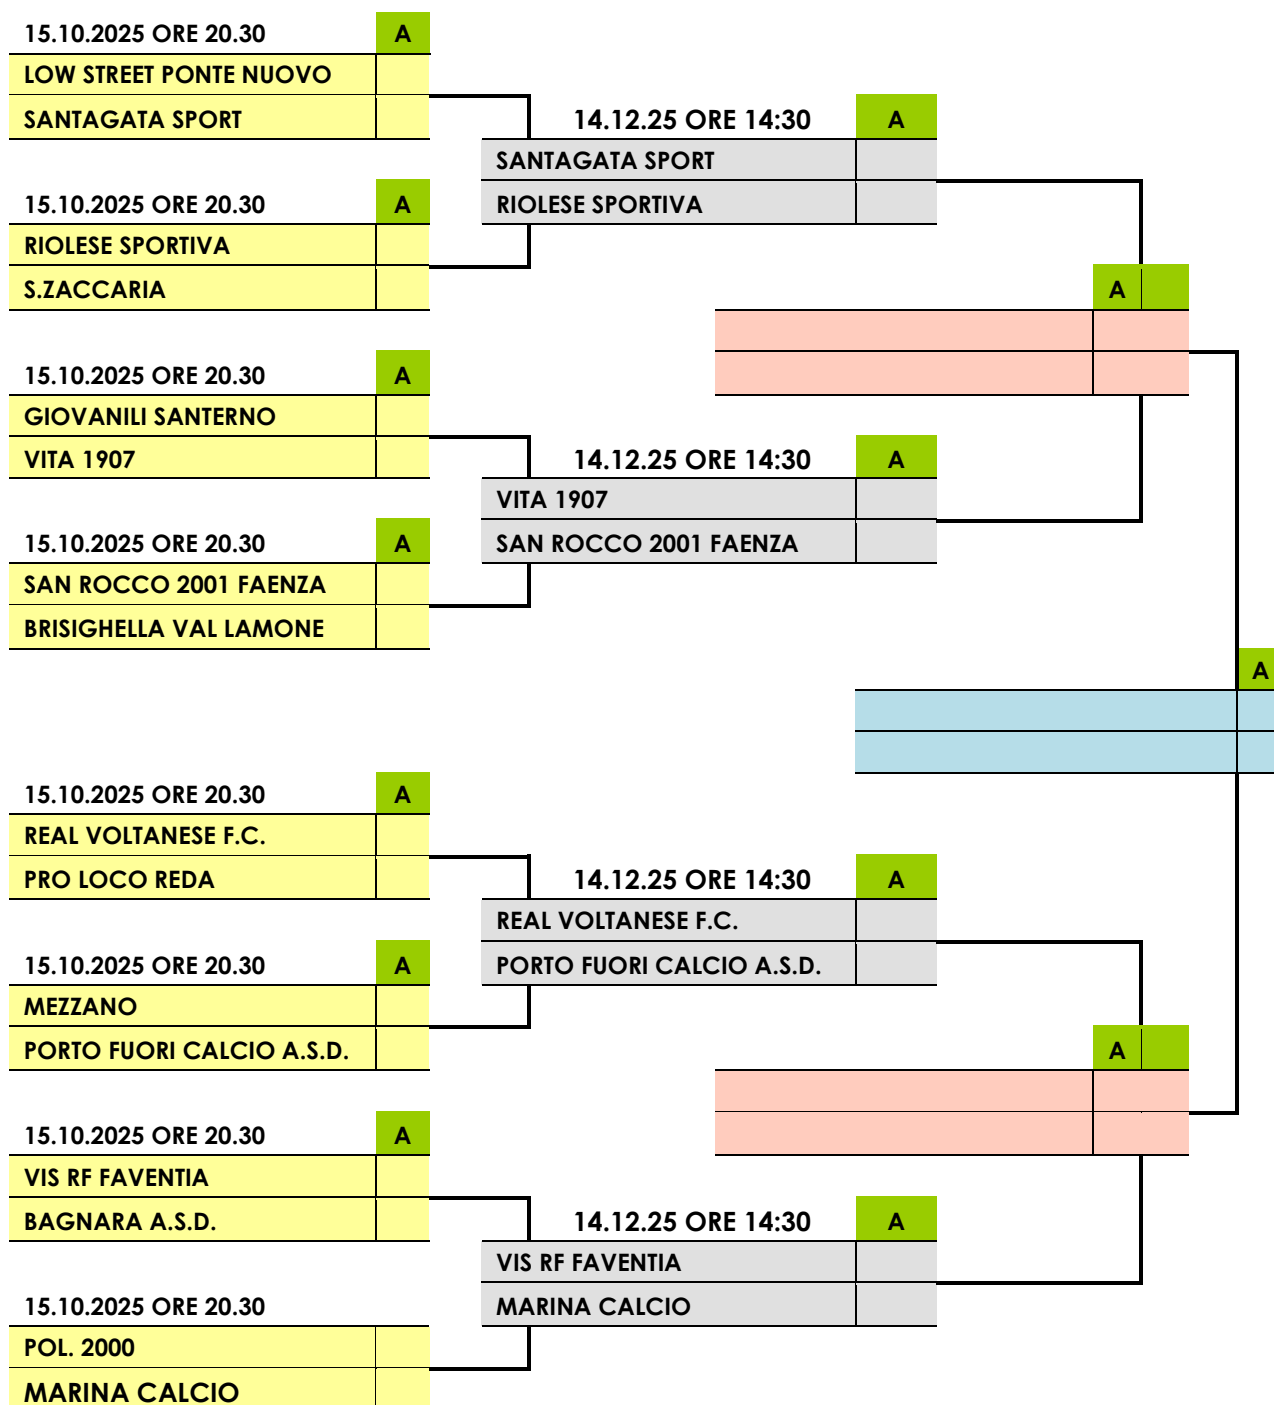 15.10.2025 ORE 20.30 A
LOW STREET PONTE NUOVO
SANTAGATA SPORT
14.12.25 ORE 14:30 A
SANTAGATA SPORT
RIOLESE SPORTIVA
15.10.2025 ORE 20.30 A
RIOLESE SPORTIVA
S.ZACCARIA
A
15.10.2025 ORE 20.30 A
GIOVANILI SANTERNO
VITA 1907
14.12.25 ORE 14:30 A
VITA 1907
SAN ROCCO 2001 FAENZA
15.10.2025 ORE 20.30 A
SAN ROCCO 2001 FAENZA
BRISIGHELLA VAL LAMONE
A
15.10.2025 ORE 20.30 A
REAL VOLTANESE F.C.
PRO LOCO REDA
14.12.25 ORE 14:30 A
REAL VOLTANESE F.C.
PORTO FUORI CALCIO A.S.D.
15.10.2025 ORE 20.30 A
MEZZANO
PORTO FUORI CALCIO A.S.D.
A
15.10.2025 ORE 20.30 A
VIS RF FAVENTIA
BAGNARA A.S.D.
14.12.25 ORE 14:30 A
VIS RF FAVENTIA
MARINA CALCIO
15.10.2025 ORE 20.30
POL. 2000
MARINA CALCIO